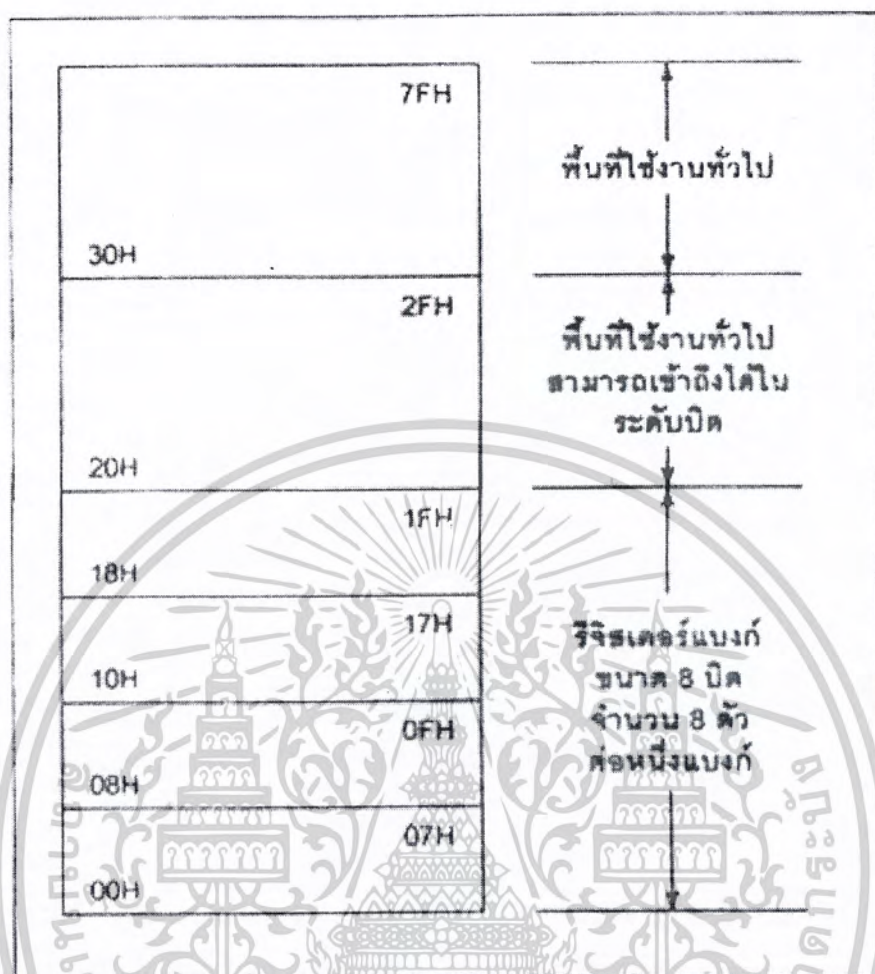 7FH
30H
พื้นที่ใช้งานทั่วไป
2FH
20H
พื้นที่ใช้งานทั่วไป
สามารถเข้าถึงได้ใน
ระดับบิต
1FH
18H
17H
10H
0FH
08H
07H
00H
รีจิสเตอร์แบงก์
ขนาด 8 บิต
จำนวน 8 ตัว
ต่อหนึ่งแบงก์